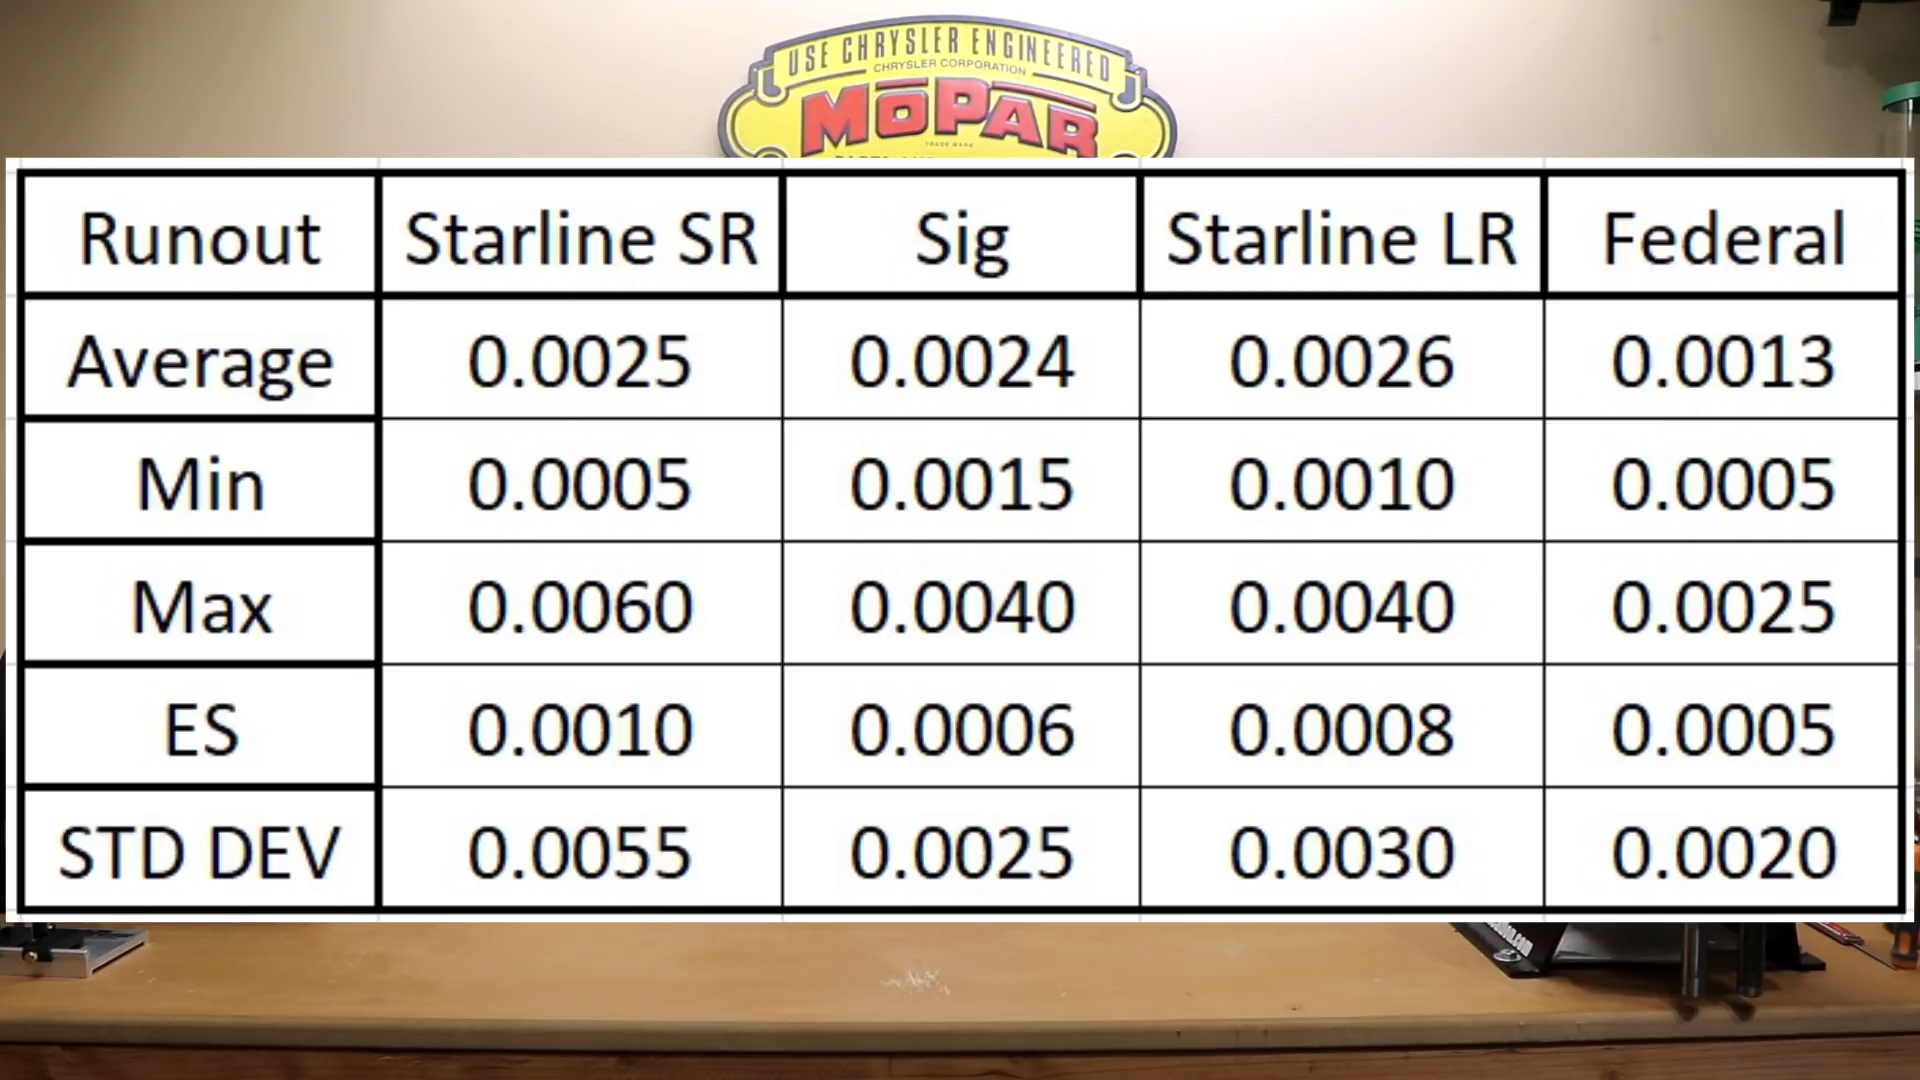 USE CHRYSLER ENGINEERED
CHRYSLER CORPORATION
MOPAR
TRADE MARK
Runout Starline SR Sig Starline LR Federal
Average 0.0025 0.0024 0.0026 0.0013
Min 0.0005 0.0015 0.0010 0.0005
Max 0.0060 0.0040 0.0040 0.0025
ES 0.0010 0.0006 0.0008 0.0005
STD DEV 0.0055 0.0025 0.0030 0.0020